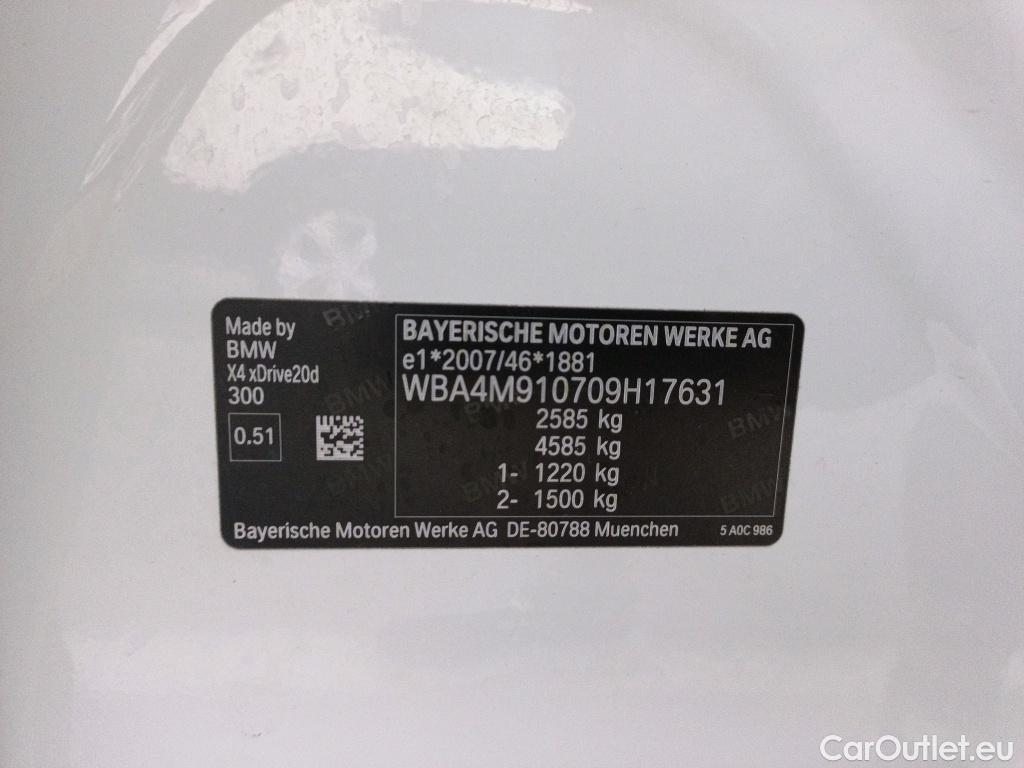 Made by
BMW
X4 xDrive20d
300
0.51
BAYERISCHE MOTOREN WERKE AG
e1*2007/46*1881
WBA4M910709H17631
2585 kg
4585 kg
1- 1220 kg
2- 1500 kg
Bayerische Motoren Werke AG DE-80788 Muenchen
5 A0C 986
CarOutlet.eu